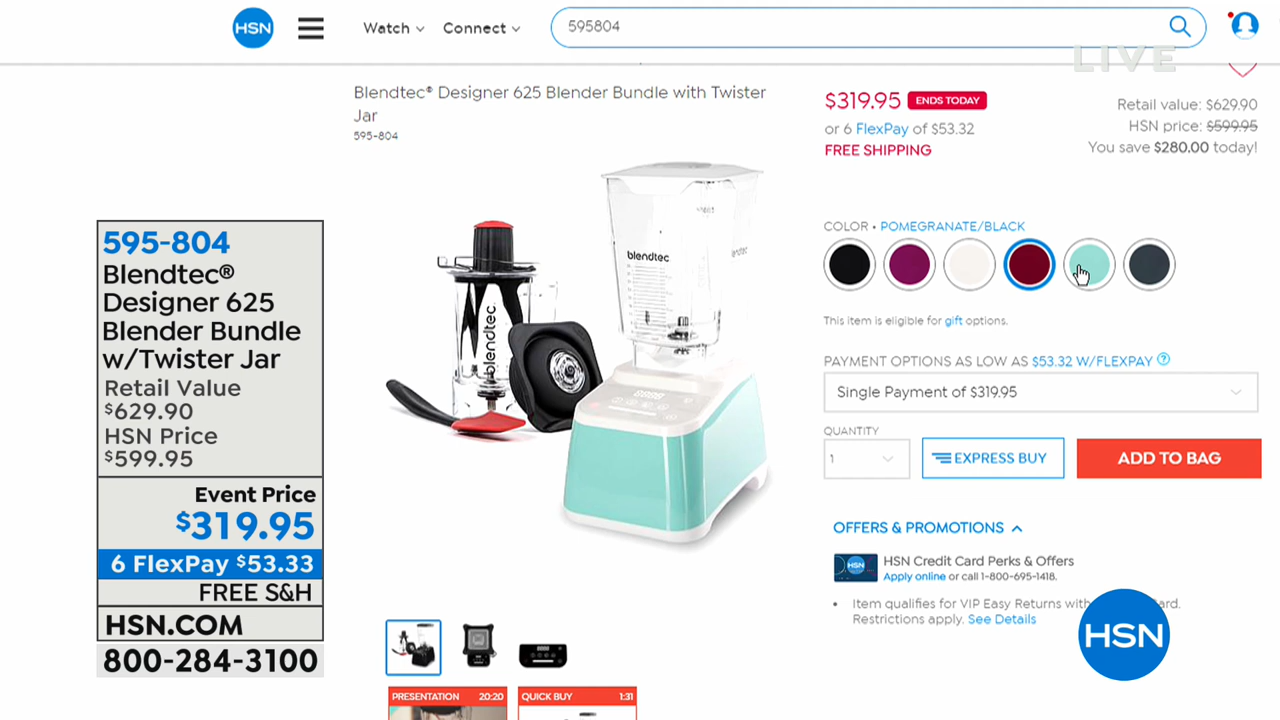 HSN
Watch
Connect
595804
LIVE
Blendtec® Designer 625 Blender Bundle with Twister
Jar
595-804
$319.95 ENDS TODAY
or 6 FlexPay of $53.32
FREE SHIPPING
Retail value: $629.90
HSN price: $599.95
You save $280.00 today!
COLOR • POMEGRANATE/BLACK
This item is eligible for gift options.
PAYMENT OPTIONS AS LOW AS $53.32 W/FLEXPAY ?
Single Payment of $319.95
QUANTITY
1
EXPRESS BUY
ADD TO BAG
OFFERS & PROMOTIONS
HSN
HSN Credit Card Perks & Offers
Apply online or call 1-800-695-1418.
• Item qualifies for VIP Easy Returns with
Restrictions apply. See Details
HSN
blendtec
blendtec
595-804
Blendtec®
Designer 625
Blender Bundle
w/Twister Jar
Retail Value
$629.90
HSN Price
$599.95
Event Price
$319.95
6 FlexPay $53.33
FREE S&H
HSN.COM
800-284-3100
PRESENTATION 20:20
QUICK BUY 1:31